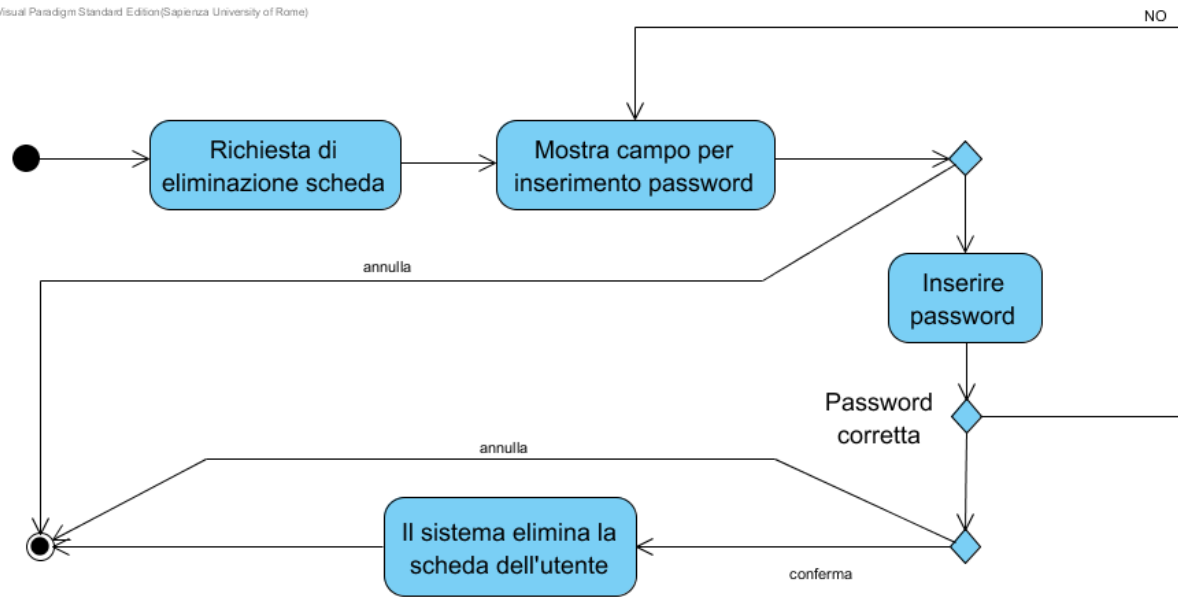 Visual Paradigm Standard Edition(Sapienza University of Rome)
NO
Richiesta di
eliminazione scheda
Mostra campo per
inserimento password
annulla
Inserire
password
Password
corretta
annulla
Il sistema elimina la
scheda dell'utente
conferma